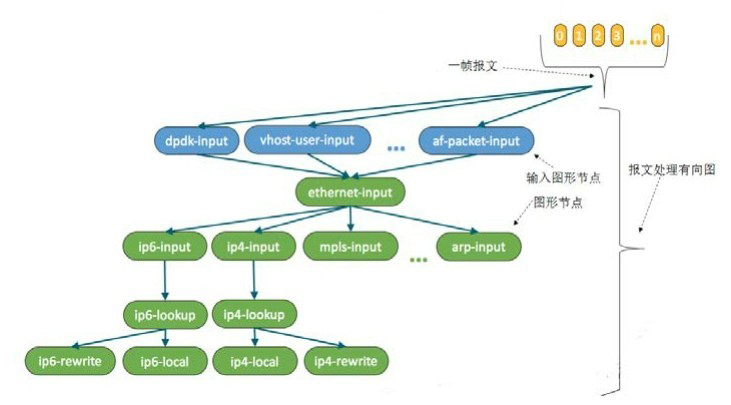 0 1 2 3 ... n
一帧报文
dpdk-input vhost-user-input ... af-packet-input
输入图形节点
报文处理有向图
ethernet-input
图形节点
ip6-input ip4-input mpls-input ... arp-input
ip6-lookup ip4-lookup
ip6-rewrite ip6-local ip4-local ip4-rewrite